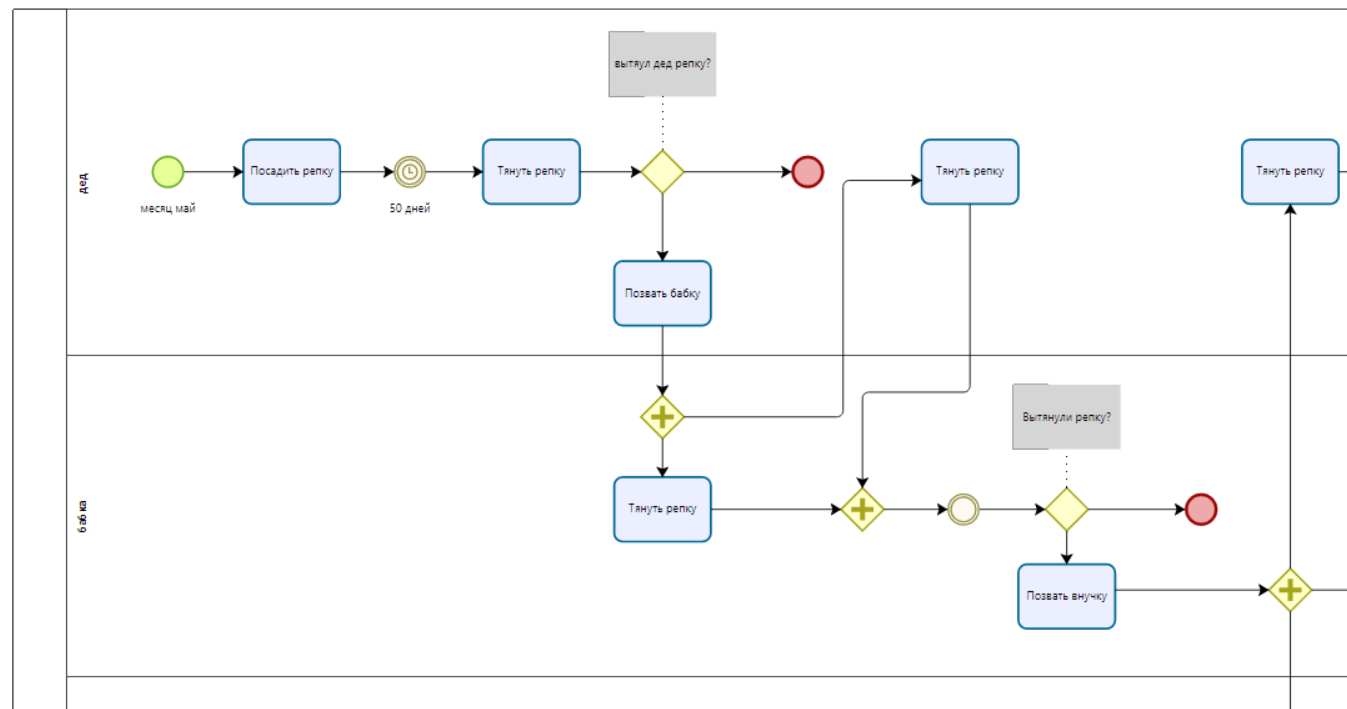 вытяул дед репку?
Посадить репку
Тянуть репку
Тянуть репку
Тянуть репку
дед
месяц май
50 дней
Позвать бабку
Вытянули репку?
Тянуть репку
бабка
Позвать внучку